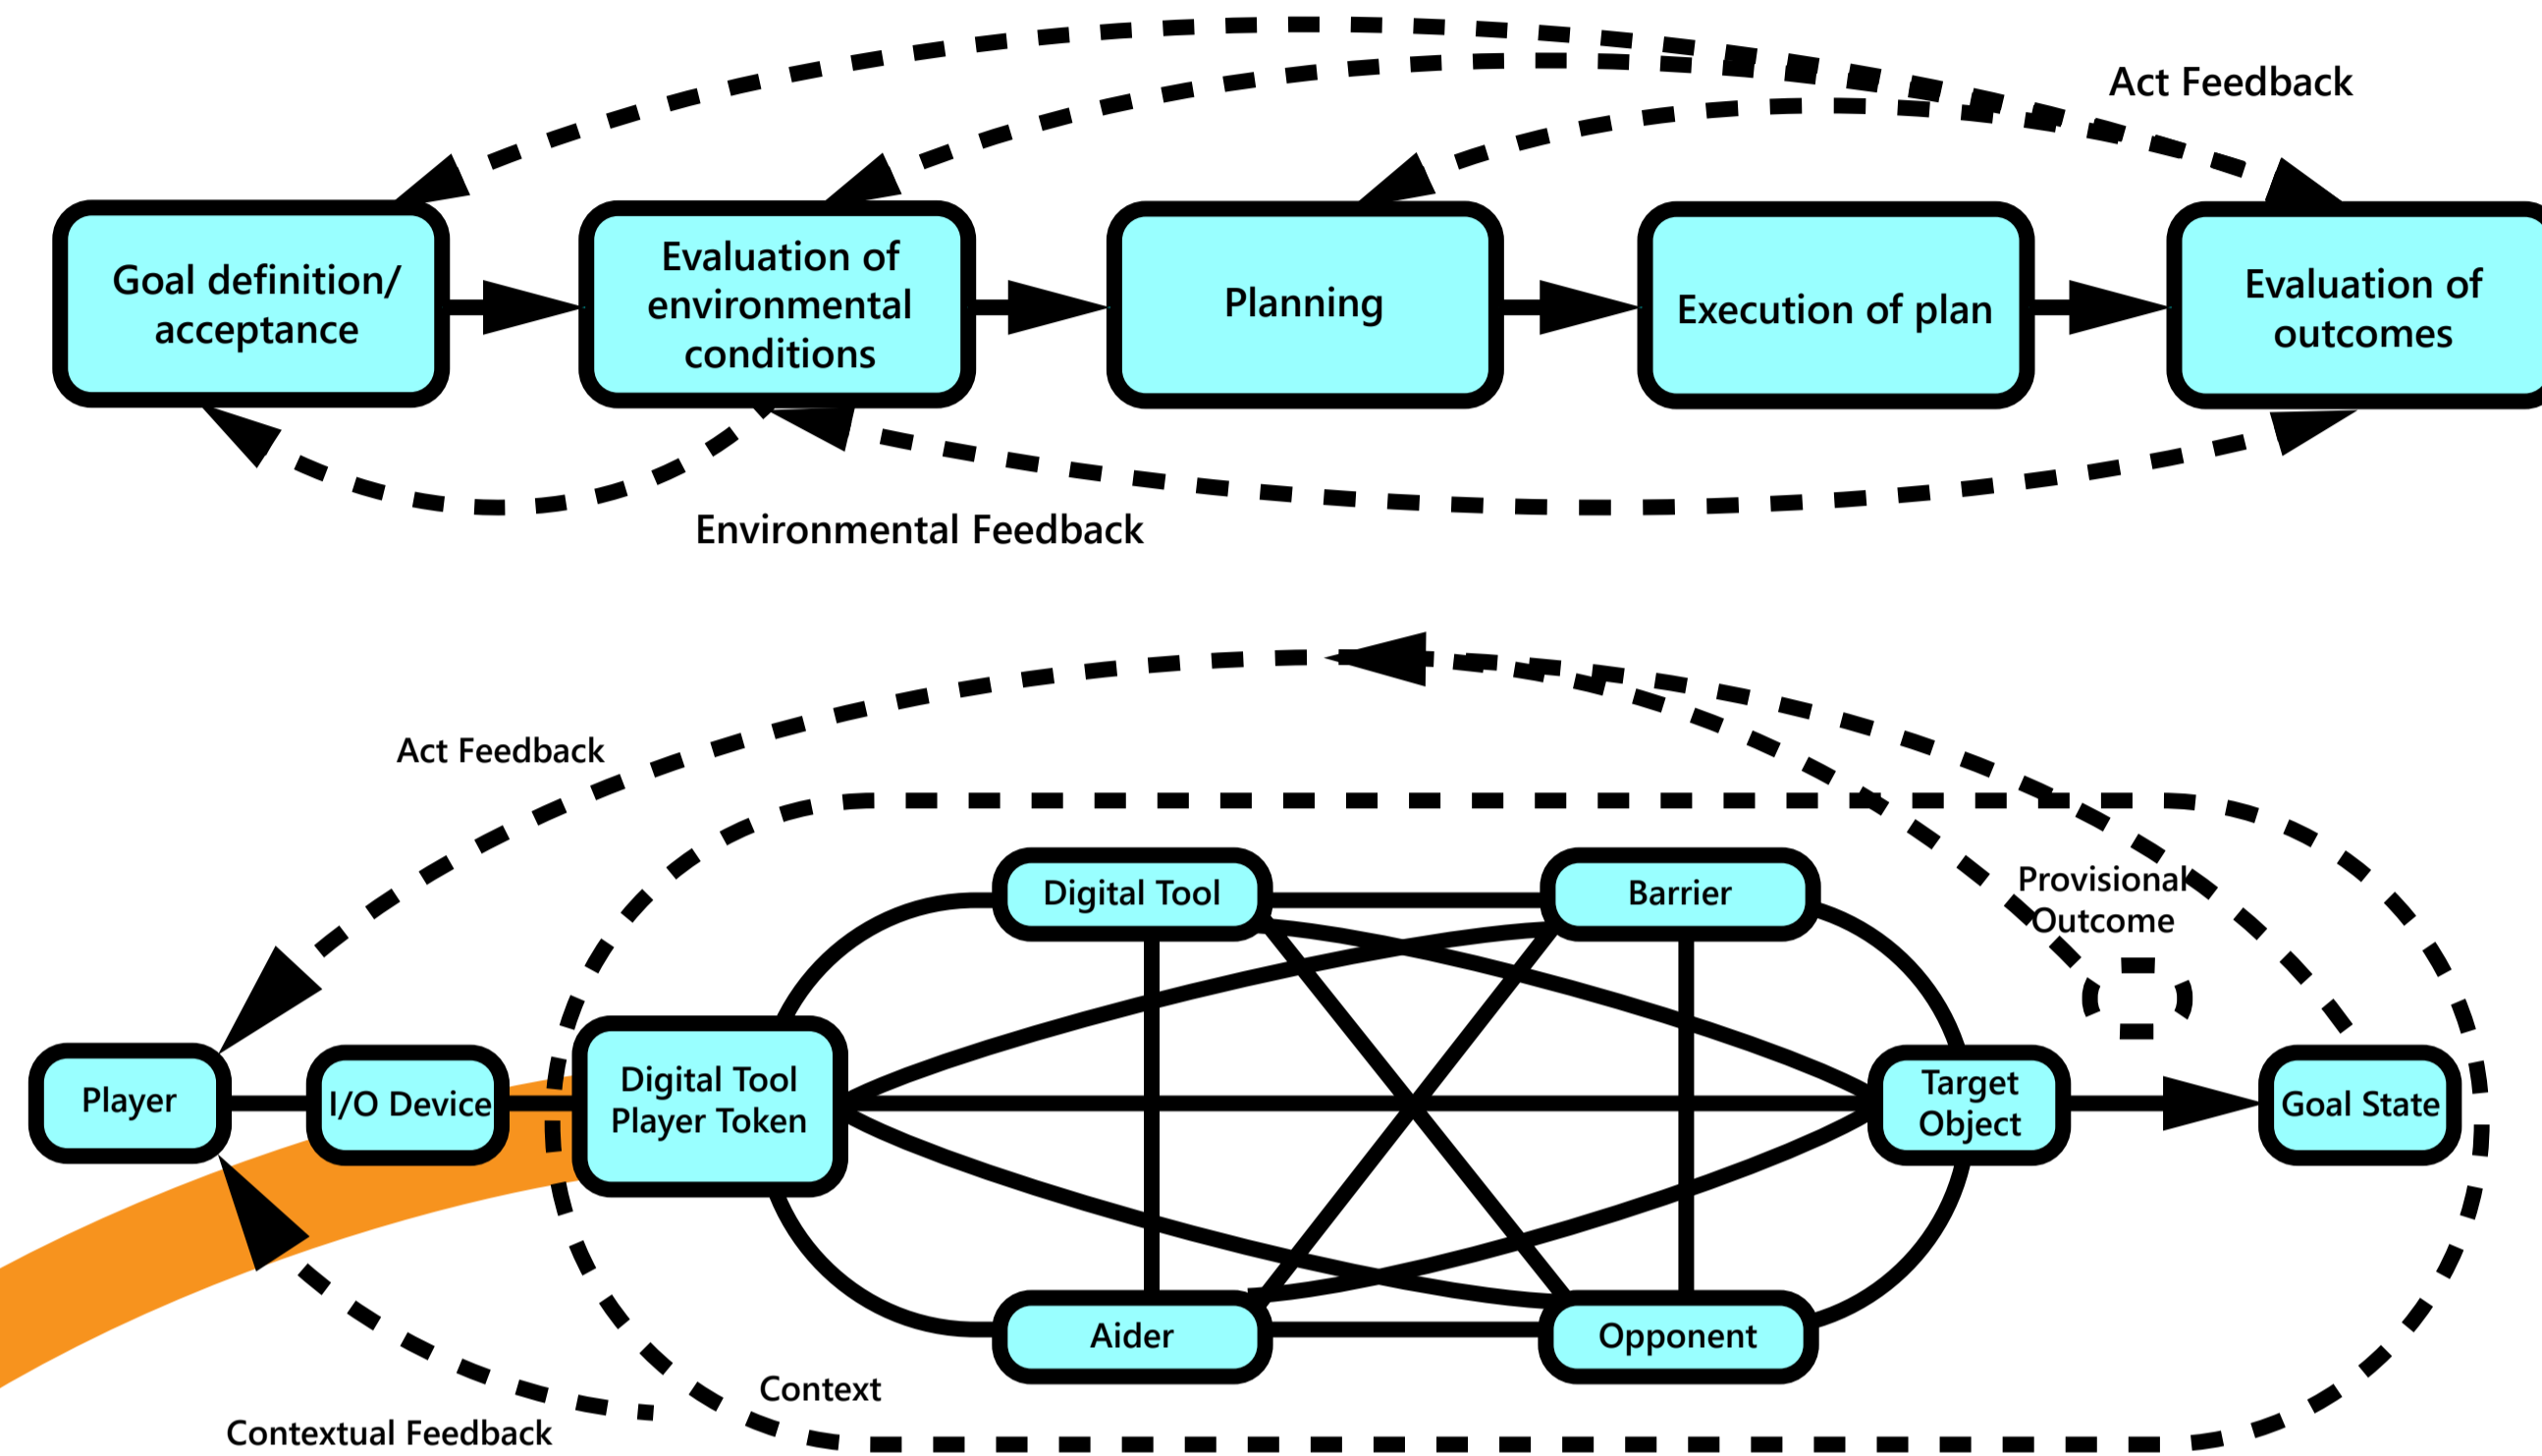 Act Feedback
Goal definition/
acceptance
Evaluation of
environmental
conditions
Planning
Execution of plan
Evaluation of
outcomes
Environmental Feedback
Act Feedback
Provisional
Outcome
Digital Tool
Barrier
Player
I/O Device
Digital Tool
Player Token
Target
Object
Goal State
Aider
Opponent
Context
Contextual Feedback